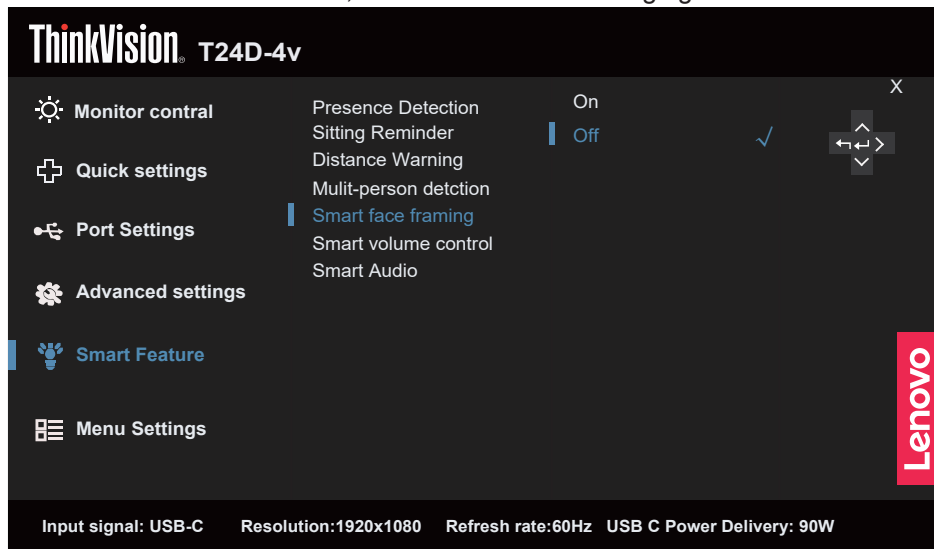 ThinkVision® T24D-4v
X
Monitor contral
Quick settings
Port Settings
Advanced settings
Smart Feature
Menu Settings
Presence Detection
Sitting Reminder
Distance Warning
Mulit-person detction
Smart face framing
Smart volume control
Smart Audio
On
Off
Lenovo
Input signal: USB-C Resolution:1920x1080 Refresh rate:60Hz USB C Power Delivery: 90W